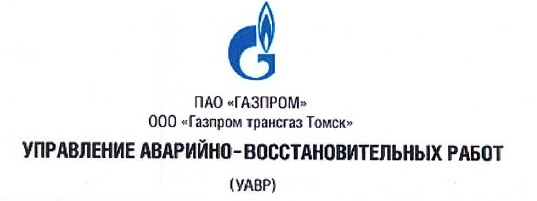 ПАО «ГАЗПРОМ»
ООО «Газпром трансгаз Томск»
УПРАВЛЕНИЕ АВАРИЙНО-ВОССТАНОВИТЕЛЬНЫХ РАБОТ
(УАВР)